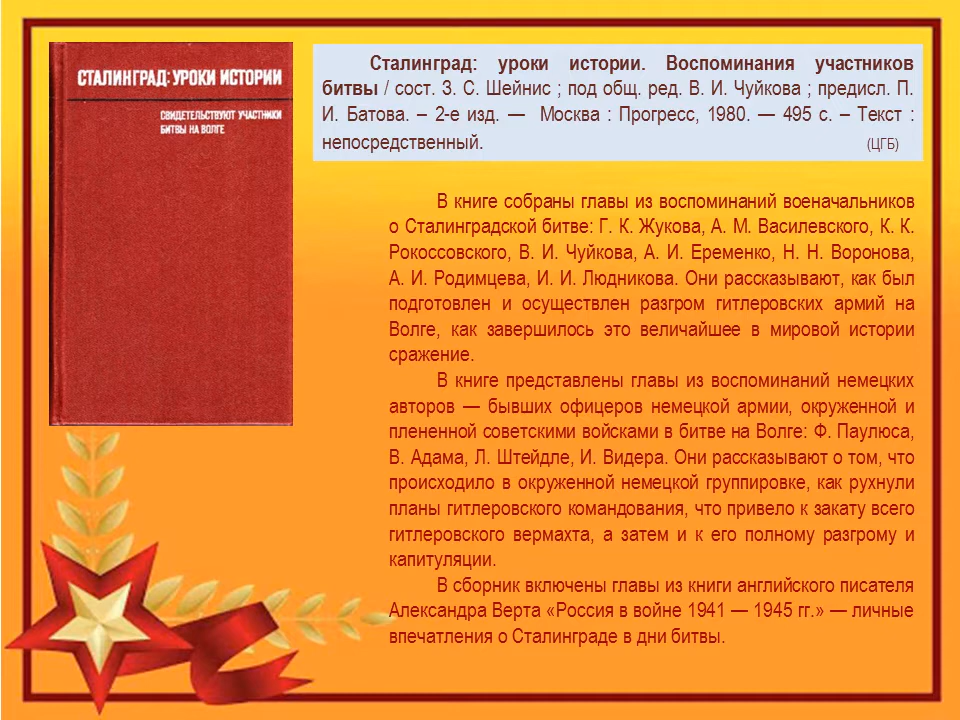 СТАЛИНГРАД: УРОКИ ИСТОРИИ
СВИДЕТЕЛЬСТВУЮТ УЧАСТНИКИ
БИТВЫ НА ВОЛГЕ
Сталинград: уроки истории. Воспоминания участников
битвы / сост. З. С. Шейнис ; под общ. ред. В. И. Чуйкова ; предисл. П.
И. Батова. – 2-е изд. — Москва : Прогресс, 1980. — 495 с. – Текст :
непосредственный. (ЦГБ)
В книге собраны главы из воспоминаний военачальников
о Сталинградской битве: Г. К. Жукова, А. М. Василевского, К. К.
Рокоссовского, В. И. Чуйкова, А. И. Еременко, Н. Н. Воронова,
А. И. Родимцева, И. И. Людникова. Они рассказывают, как был
подготовлен и осуществлен разгром гитлеровских армий на
Волге, как завершилось это величайшее в мировой истории
сражение.
В книге представлены главы из воспоминаний немецких
авторов — бывших офицеров немецкой армии, окруженной и
плененной советскими войсками в битве на Волге: Ф. Паулюса,
В. Адама, Л. Штейдле, И. Видера. Они рассказывают о том, что
происходило в окруженной немецкой группировке, как рухнули
планы гитлеровского командования, что привело к закату всего
гитлеровского вермахта, а затем и к его полному разгрому и
капитуляции.
В сборник включены главы из книги английского писателя
Александра Верта «Россия в войне 1941 — 1945 гг.» — личные
впечатления о Сталинграде в дни битвы.